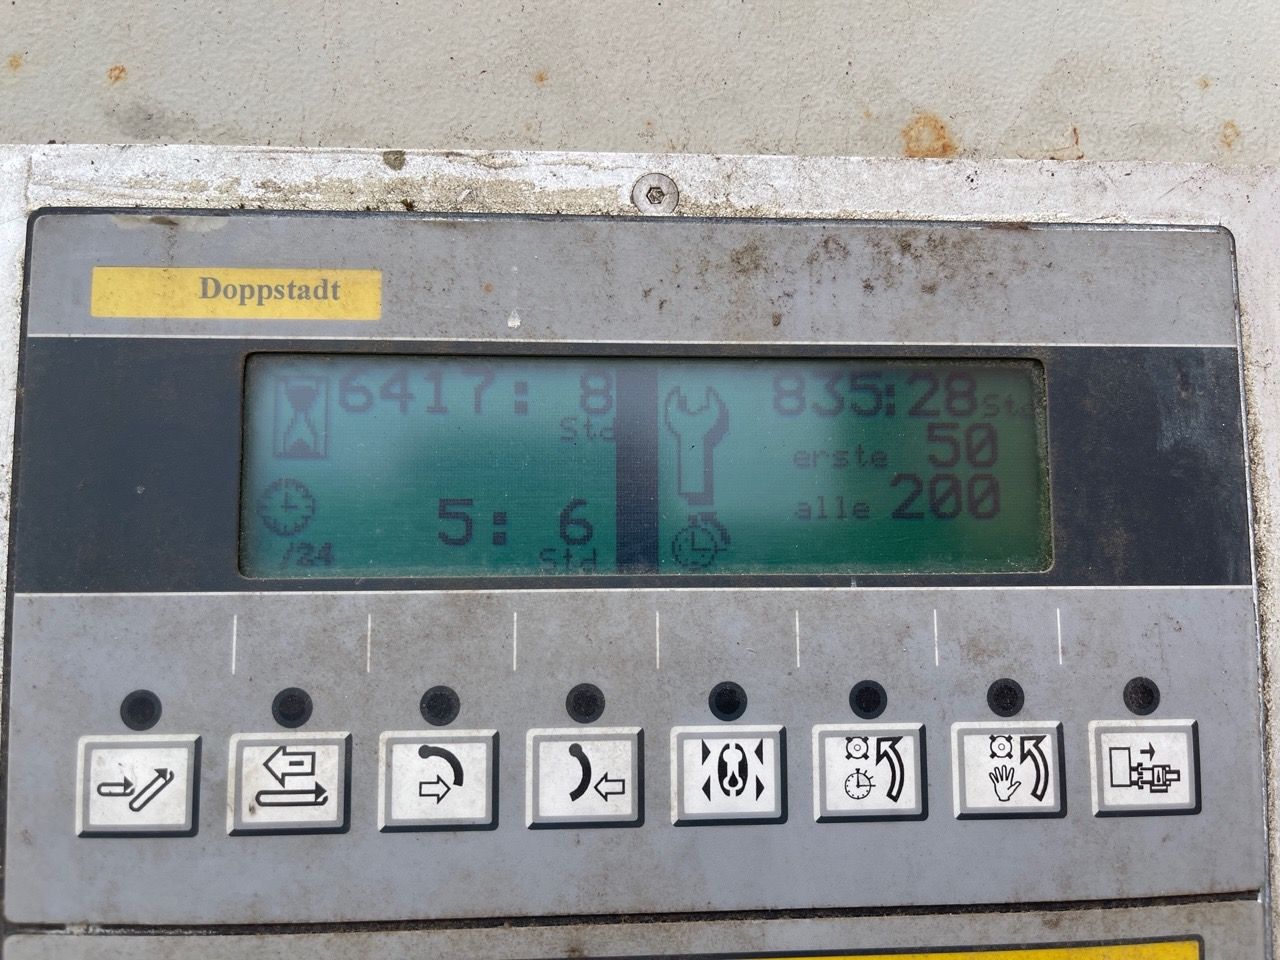 Doppstadt
6417: 8
Std
5: 6
/24
Std
835:28 Std
erste 50
alle 200